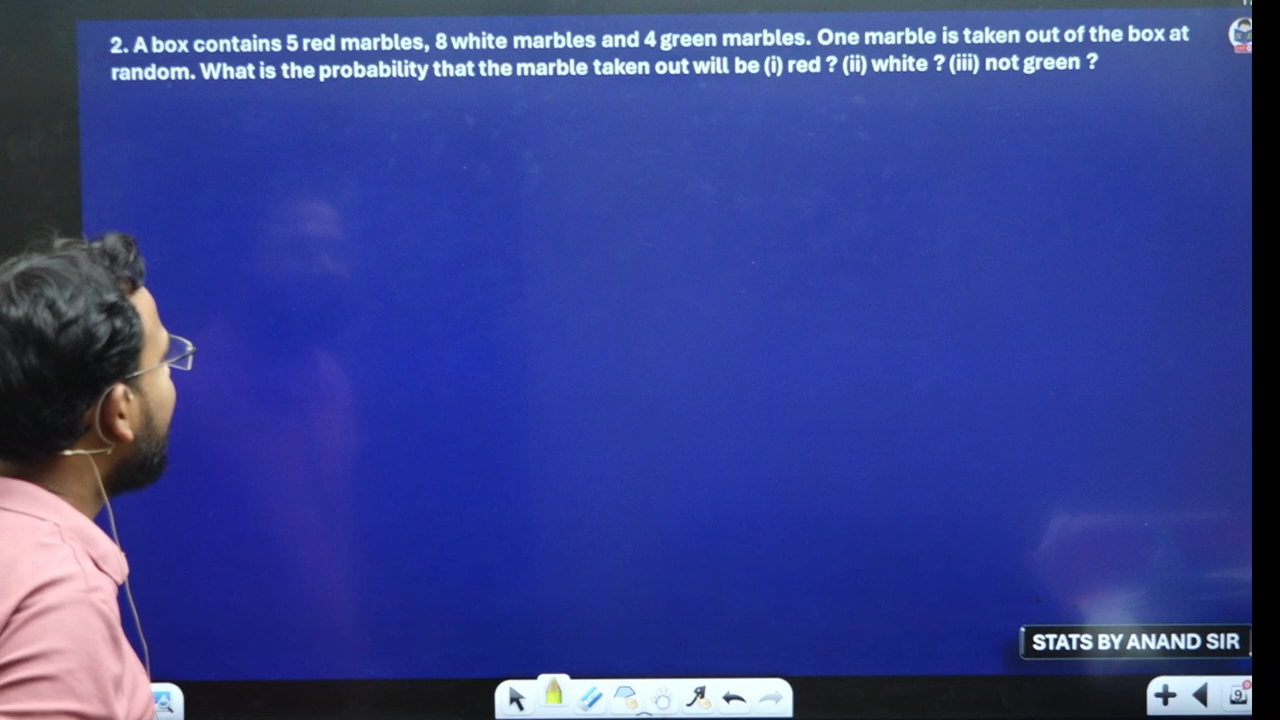 2. A box contains 5 red marbles, 8 white marbles and 4 green marbles. One marble is taken out of the box at
random. What is the probability that the marble taken out will be (i) red ? (ii) white ? (iii) not green ?
STATS BY ANAND SIR
9